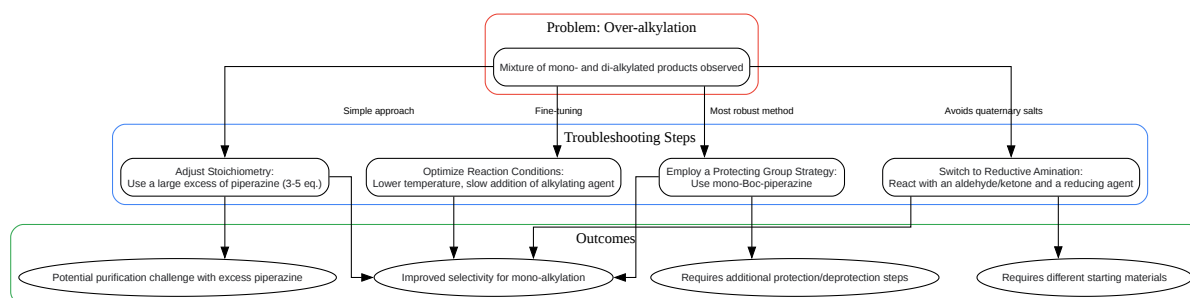 Problem: Over-alkylation
Mixture of mono- and di-alkylated products observed
Simple approach
Fine-tuning
Most robust method
Avoids quaternary salts
Troubleshooting Steps
Adjust Stoichiometry:
Use a large excess of piperazine (3-5 eq.)
Optimize Reaction Conditions:
Lower temperature, slow addition of alkylating agent
Employ a Protecting Group Strategy:
Use mono-Boc-piperazine
Switch to Reductive Amination:
React with an aldehyde/ketone and a reducing agent
Outcomes
Potential purification challenge with excess piperazine
Improved selectivity for mono-alkylation
Requires additional protection/deprotection steps
Requires different starting materials